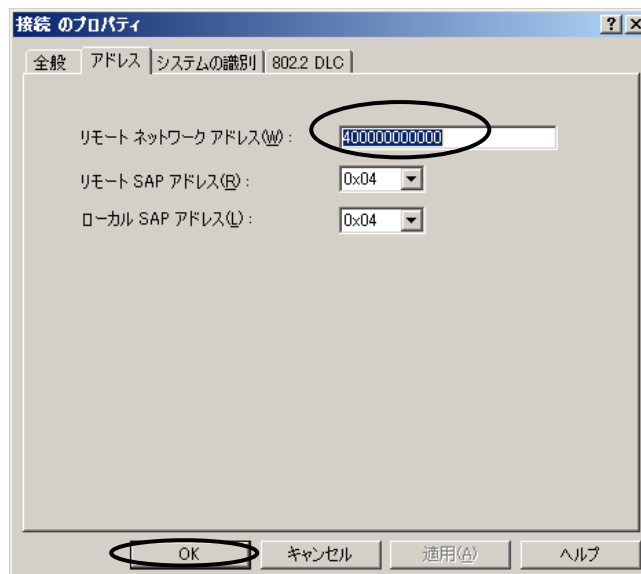 接続 のプロパティ
全般 アドレス システムの識別 802.2 DLC
リモート ネットワーク アドレス(W) : 400000000000
リモート SAP アドレス(R) : 0x04
ローカル SAP アドレス(L) : 0x04
OK キャンセル 適用(A) ヘルプ